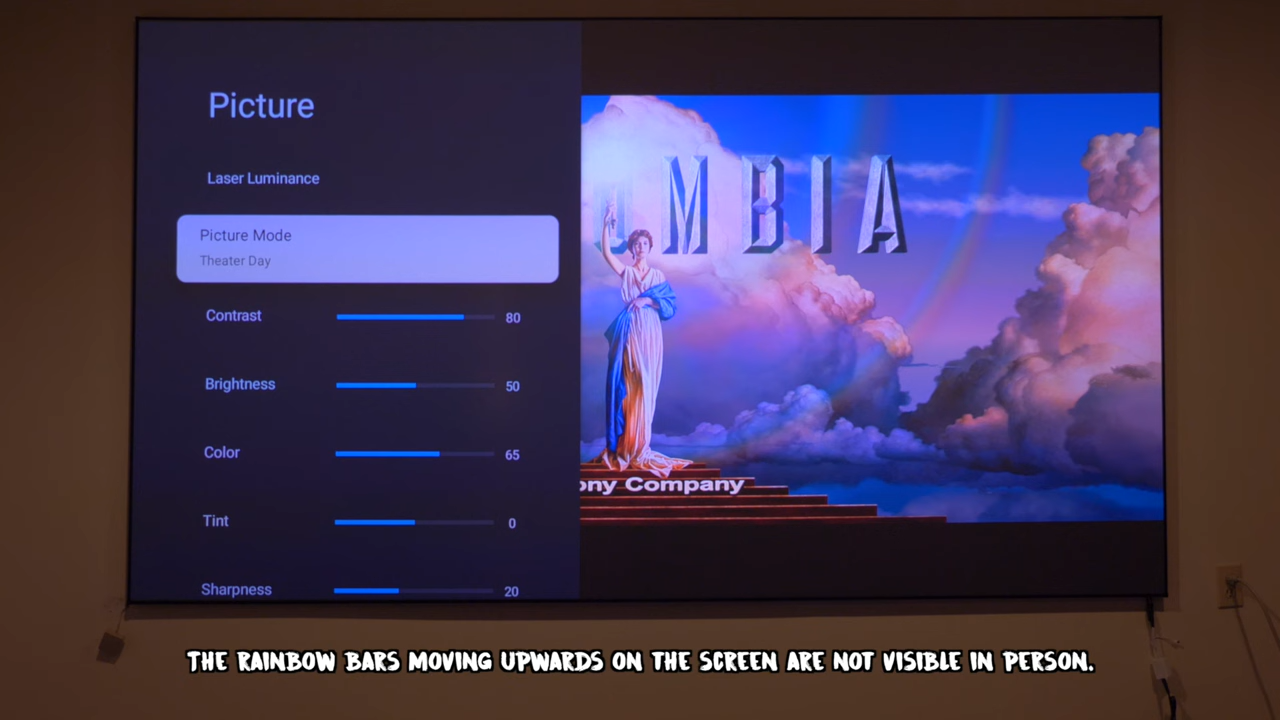 Picture
Laser Luminance
Picture Mode
Theater Day
Contrast 80
Brightness 50
Color 65
Tint 0
Sharpness 20
UMBIA
ony Company
THE RAINBOW BARS MOVING UPWARDS ON THE SCREEN ARE NOT VISIBLE IN PERSON.